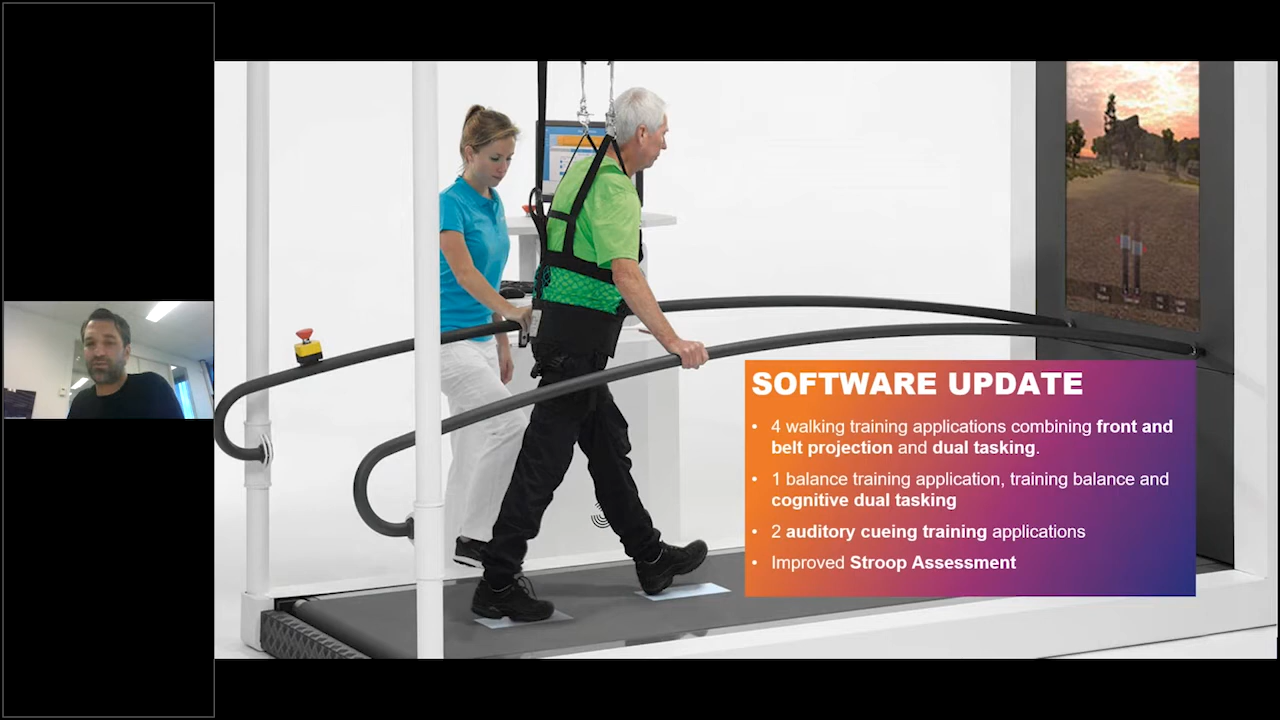 SOFTWARE UPDATE
• 4 walking training applications combining front and
belt projection and dual tasking.
• 1 balance training application, training balance and
cognitive dual tasking
• 2 auditory cueing training applications
• Improved Stroop Assessment